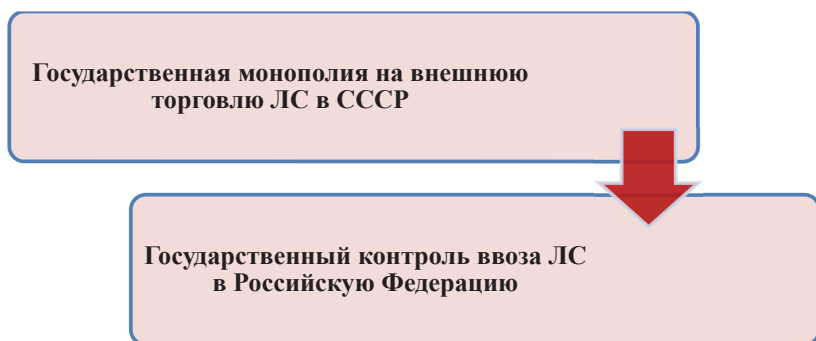 Государственная монополия на внешнюю
торговлю ЛС в СССР
Государственный контроль ввоза ЛС
в Российскую Федерацию